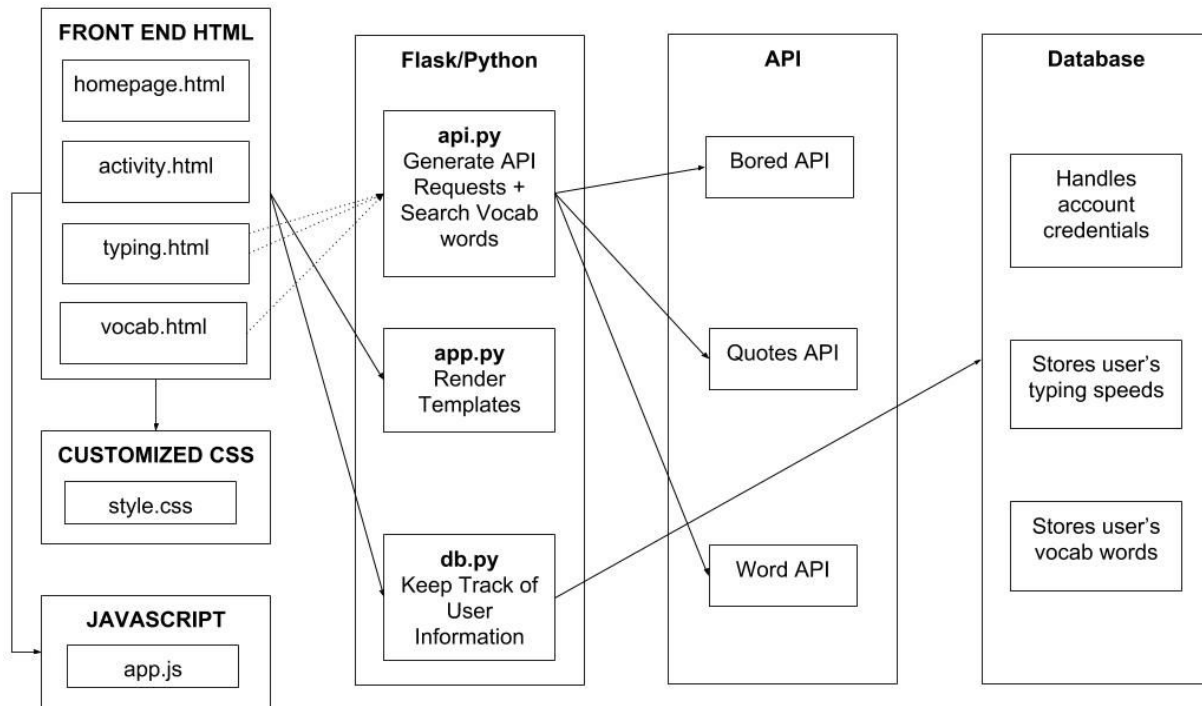 FRONT END HTML
homepage.html
activity.html
typing.html
vocab.html
CUSTOMIZED CSS
style.css
JAVASCRIPT
app.js
Flask/Python
api.py
Generate API
Requests +
Search Vocab
words
app.py
Render
Templates
db.py
Keep Track of
User
Information
API
Bored API
Quotes API
Word API
Database
Handles
account
credentials
Stores user’s
typing speeds
Stores user’s
vocab words